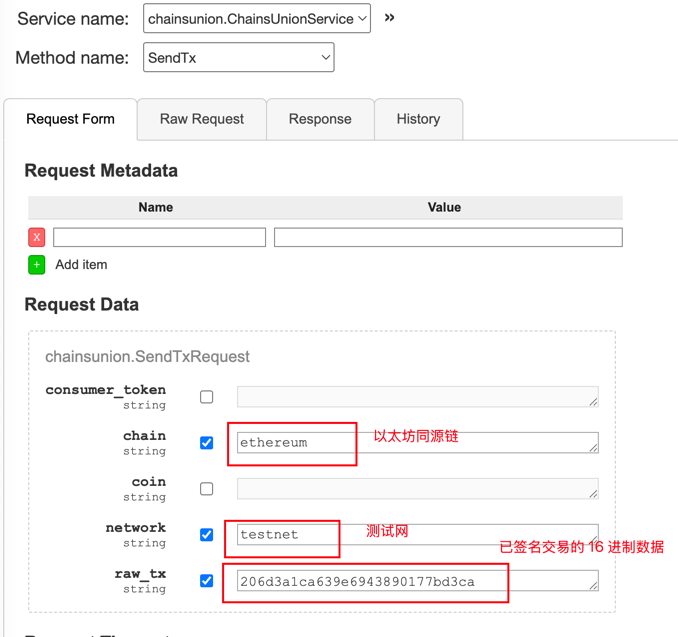 Service name: chainsunion.ChainsUnionService »
Method name: SendTx
Request Form Raw Request Response History
Request Metadata
Name Value
X
+ Add item
Request Data
chainsunion.SendTxRequest
consumer_token
string
chain ethereum 以太坊同源链
string
coin
string
network testnet 测试网
string
已签名交易的 16 进制数据
raw_tx 206d3a1ca639e6943890177bd3ca
string